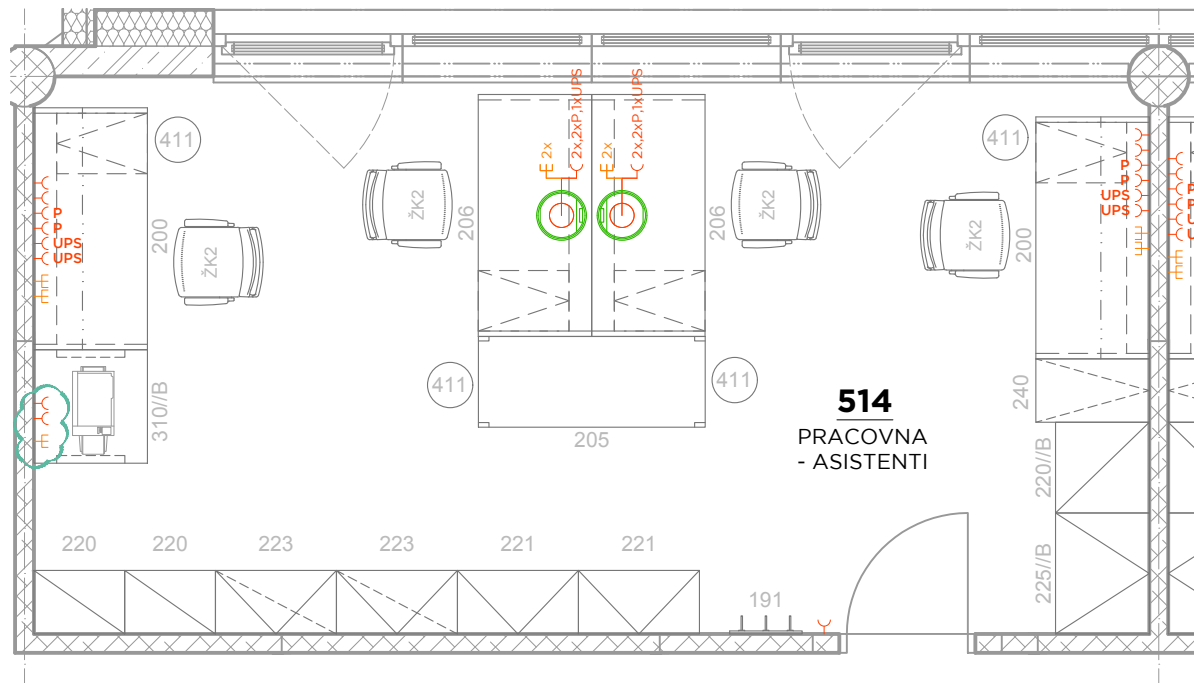 411
200
ŽK2
P
P
UPS
UPS
310//B
ŽK2
206
E 2x
2x,2xP,1xUPS
E 2x
2x,2xP,1xUPS
206
ŽK2
411
411
205
411
ŽK2
200
P
P
UPS
UPS
P
P
U
U
240
514
PRACOVNA
- ASISTENTI
220//B
225//B
220
220
223
223
221
221
191